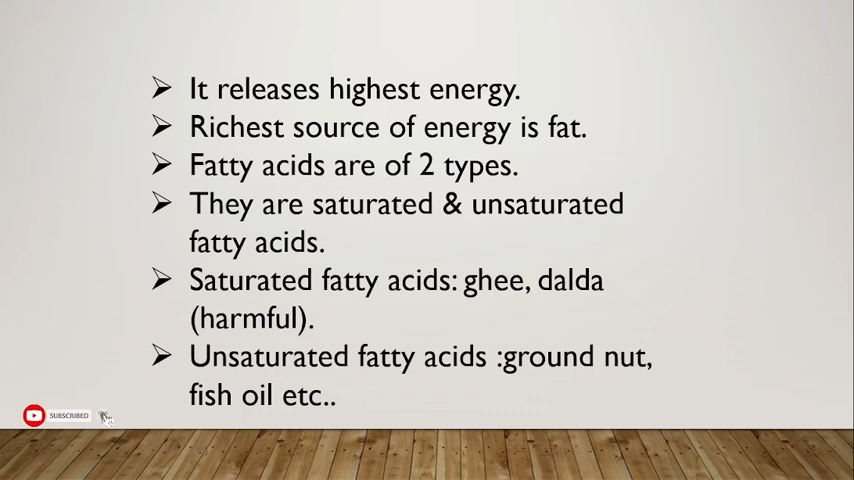 It releases highest energy.
Richest source of energy is fat.
Fatty acids are of 2 types.
They are saturated & unsaturated
fatty acids.
Saturated fatty acids: ghee, dalda
(harmful).
Unsaturated fatty acids :ground nut,
fish oil etc..
SUBSCRIBED